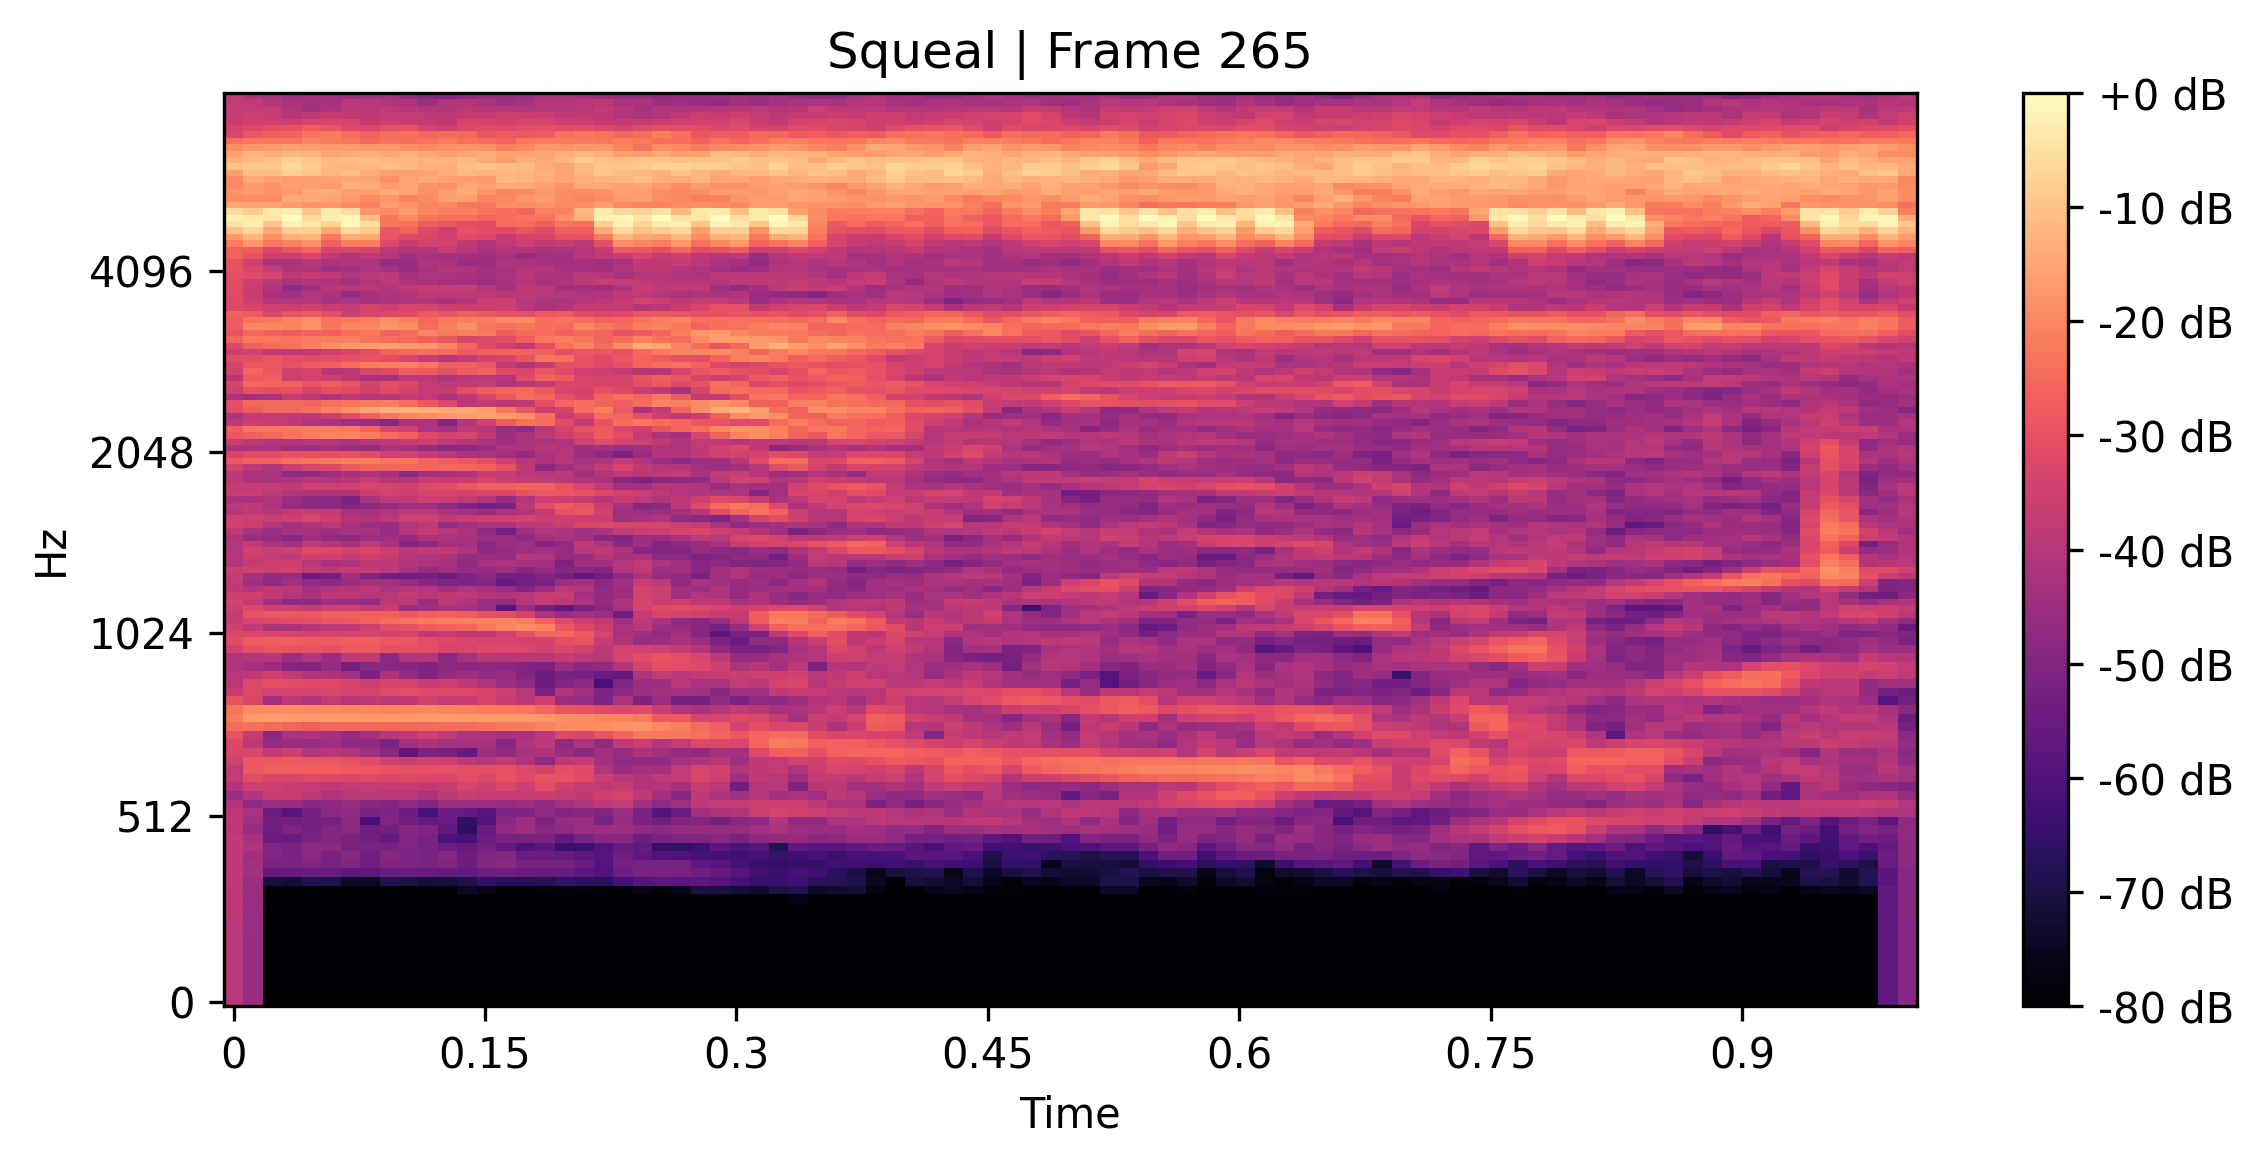 Squeal | Frame 265
+0 dB
-10 dB
-20 dB
-30 dB
-40 dB
-50 dB
-60 dB
-70 dB
-80 dB
Hz
4096
2048
1024
512
0
0 0.15 0.3 0.45 0.6 0.75 0.9
Time